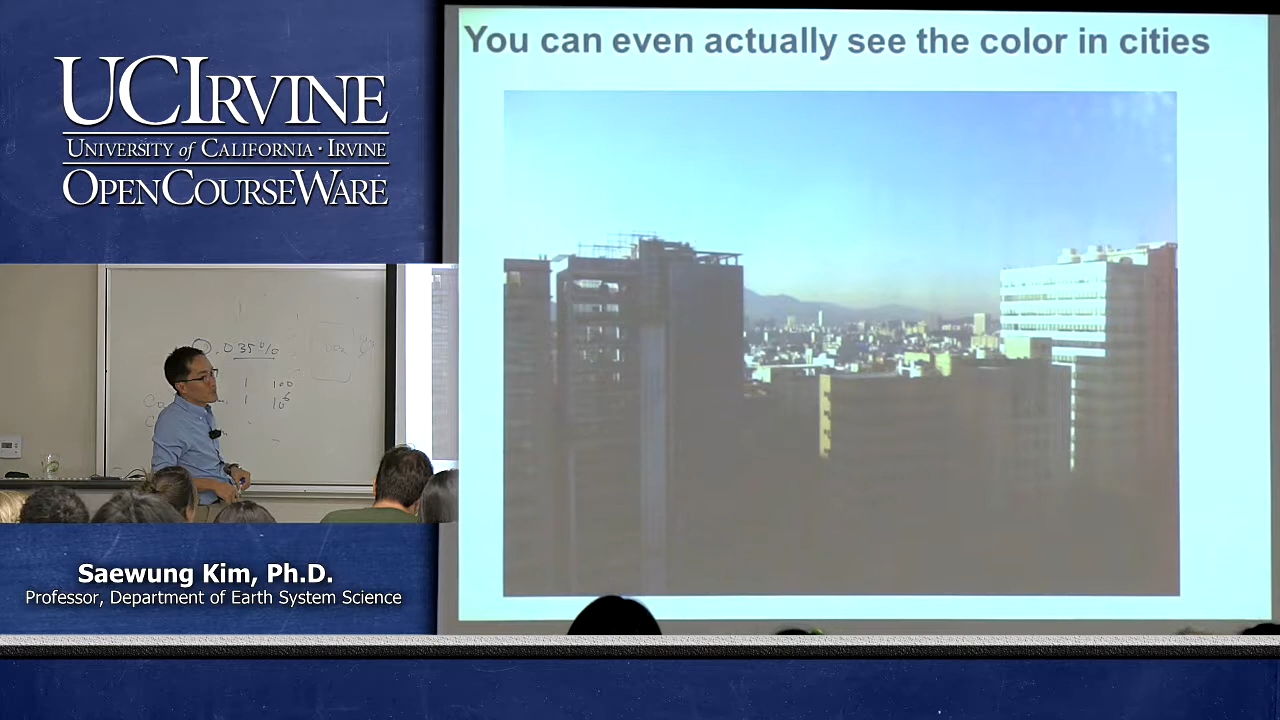 UCIRVINE
UNIVERSITY of CALIFORNIA · IRVINE
OPENCOURSEWARE
You can even actually see the color in cities
.035%
1 100
1 10⁶
Saewung Kim, Ph.D.
Professor, Department of Earth System Science